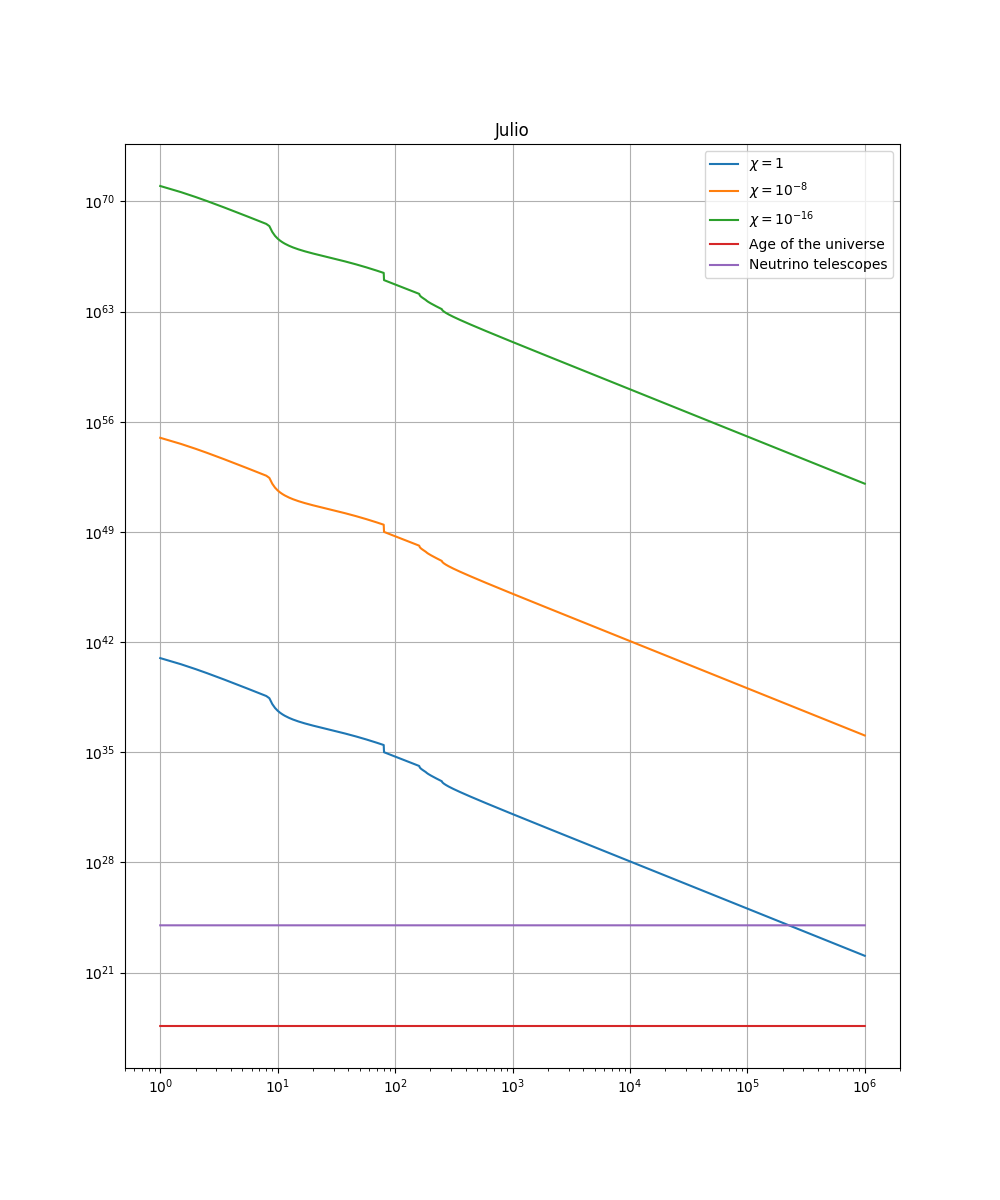 Julio
χ = 1
χ = 10⁻⁸
χ = 10⁻¹⁶
Age of the universe
Neutrino telescopes
10⁷⁰
10⁶³
10⁵⁶
10⁴⁹
10⁴²
10³⁵
10²⁸
10²¹
10⁰ 10¹ 10² 10³ 10⁴ 10⁵ 10⁶